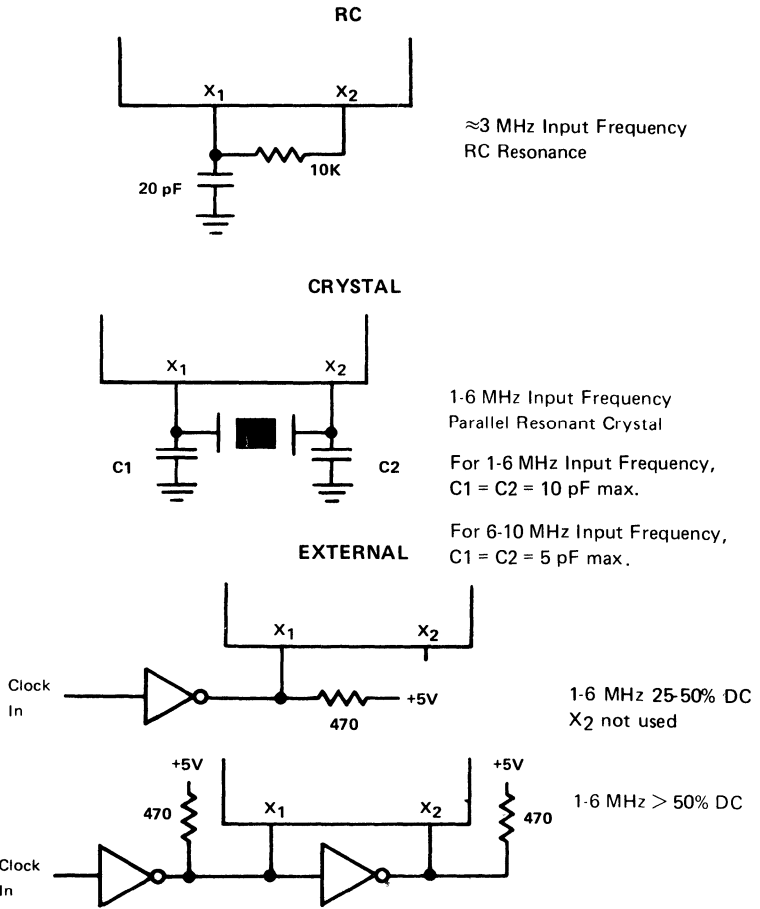 RC
X1 X2
≈3 MHz Input Frequency
RC Resonance
10K
20 pF
CRYSTAL
X1 X2
1-6 MHz Input Frequency
Parallel Resonant Crystal
For 1-6 MHz Input Frequency,
C1 = C2 = 10 pF max.
C1 C2
For 6-10 MHz Input Frequency,
C1 = C2 = 5 pF max.
EXTERNAL
X1 X2
Clock
In
+5V
470
1-6 MHz 25-50% DC
X2 not used
+5V +5V
470 X1 X2 470
1-6 MHz > 50% DC
Clock
In